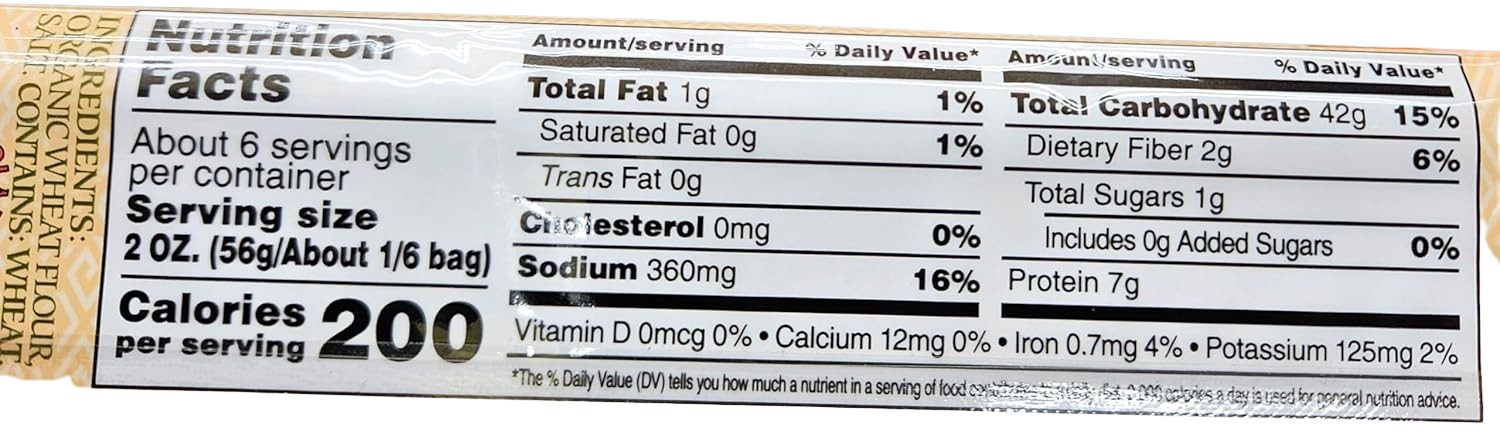 INGREDIENTS:
ORGANIC WHEAT FLOUR,
SALT. CONTAINS: WHEAT.
Nutrition
Facts
About 6 servings
per container
Serving size
2 OZ. (56g/About 1/6 bag)
Calories 200
per serving
Amount/serving % Daily Value*
Total Fat 1g 1%
Saturated Fat 0g 1%
Trans Fat 0g
Cholesterol 0mg 0%
Sodium 360mg 16%
Amount/serving % Daily Value*
Total Carbohydrate 42g 15%
Dietary Fiber 2g 6%
Total Sugars 1g
Includes 0g Added Sugars 0%
Protein 7g
Vitamin D 0mcg 0% • Calcium 12mg 0% • Iron 0.7mg 4% • Potassium 125mg 2%
*The % Daily Value (DV) tells you how much a nutrient in a serving of food calories a day is used for general nutrition advice.